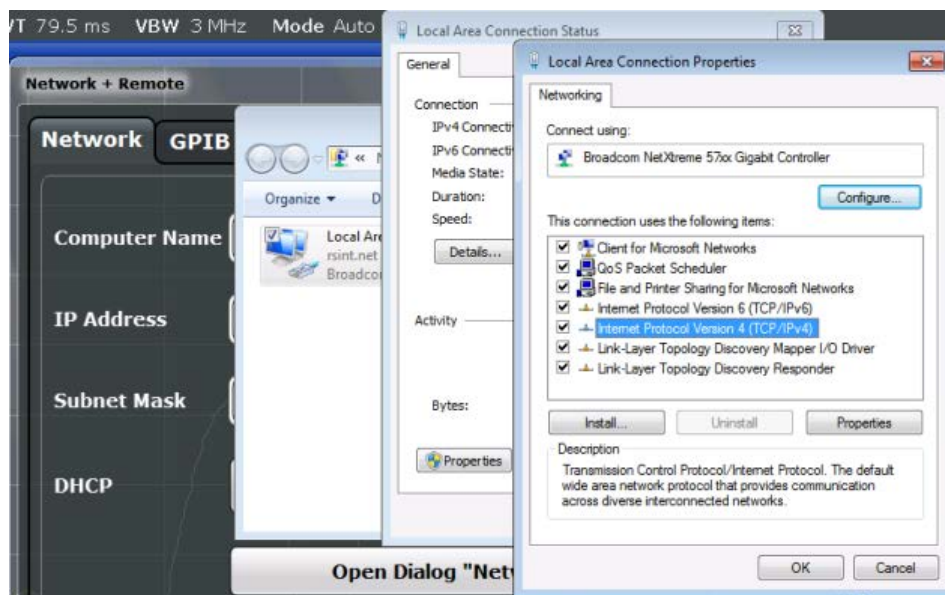 VT 79.5 ms VBW 3 MHz Mode Auto
Network + Remote
Network GPIB
Computer Name
IP Address
Subnet Mask
DHCP
Open Dialog "Net
Organize
Local Are
rsint.net
Broadco
Local Area Connection Status
General
Connection
IPv4 Connecti
IPv6 Connecti
Media State:
Duration:
Speed:
Details...
Activity
Bytes:
Properties
Local Area Connection Properties
Networking
Connect using:
Broadcom NetXtreme 57xx Gigabit Controller
Configure...
This connection uses the following items:
Client for Microsoft Networks
QoS Packet Scheduler
File and Printer Sharing for Microsoft Networks
Internet Protocol Version 6 (TCP/IPv6)
Internet Protocol Version 4 (TCP/IPv4)
Link-Layer Topology Discovery Mapper I/O Driver
Link-Layer Topology Discovery Responder
Install... Uninstall Properties
Description
Transmission Control Protocol/Internet Protocol. The default
wide area network protocol that provides communication
across diverse interconnected networks.
OK Cancel